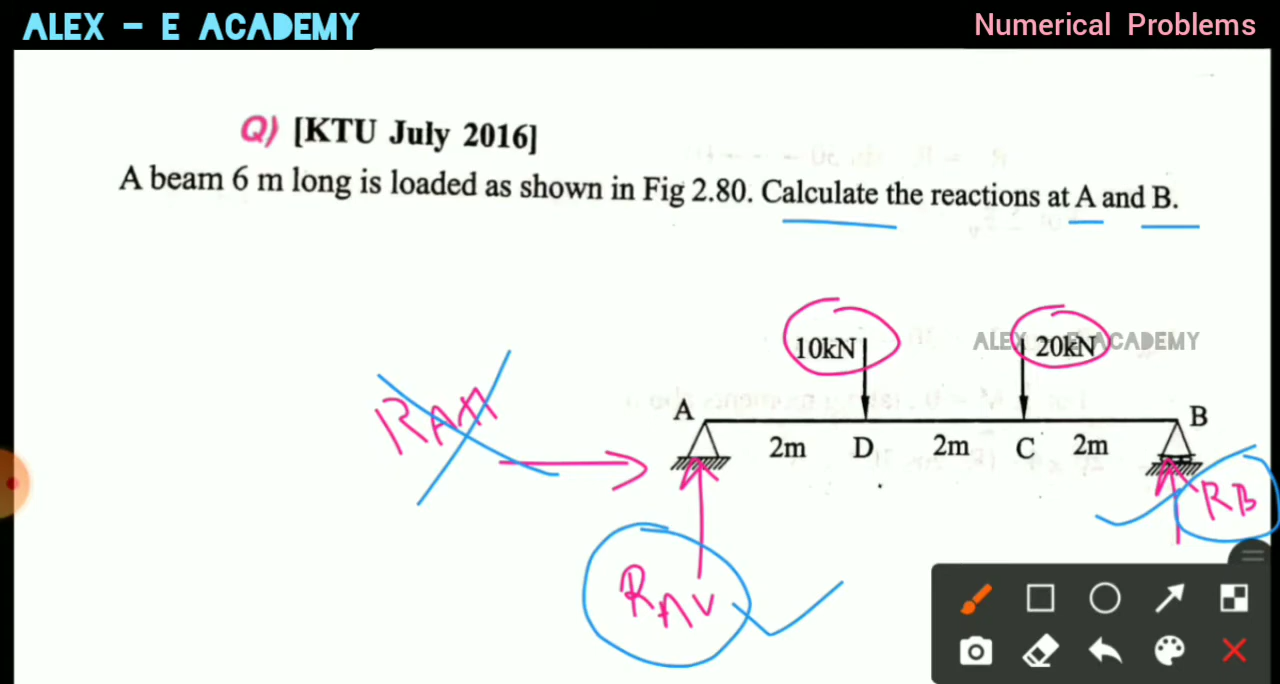 ALEX - E ACADEMY
Numerical Problems
Q) [KTU July 2016]
A beam 6 m long is loaded as shown in Fig 2.80. Calculate the reactions at A and B.
10kN
20kN
ALEX - E ACADEMY
RAH
A
B
2m D 2m C 2m
RB
RAV